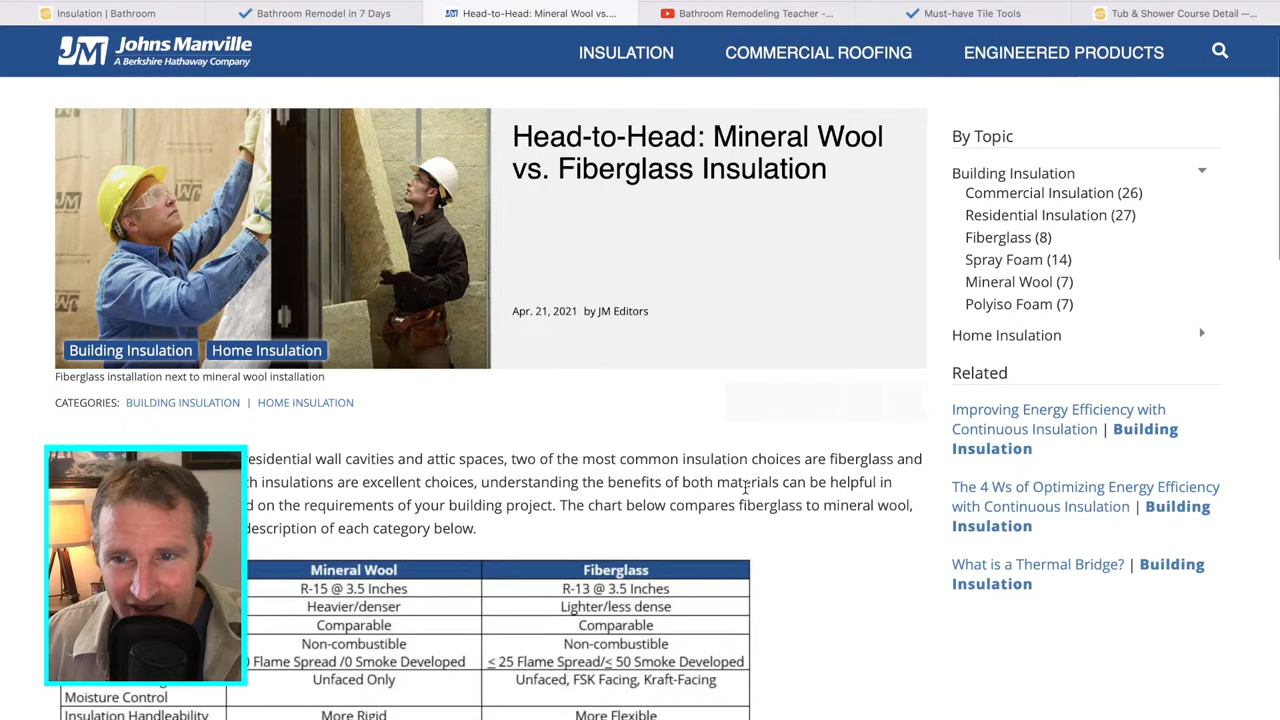 Insulation | Bathroom
Bathroom Remodel in 7 Days
Head-to-Head: Mineral Wool vs....
Bathroom Remodeling Teacher -...
Must-have Tile Tools
Tub & Shower Course Detail —...
JM Johns Manville
A Berkshire Hathaway Company
INSULATION
COMMERCIAL ROOFING
ENGINEERED PRODUCTS
Head-to-Head: Mineral Wool
vs. Fiberglass Insulation
Apr. 21, 2021 by JM Editors
Building Insulation
Home Insulation
Fiberglass installation next to mineral wool installation
CATEGORIES: BUILDING INSULATION | HOME INSULATION
esidential wall cavities and attic spaces, two of the most common insulation choices are fiberglass and
h insulations are excellent choices, understanding the benefits of both materials can be helpful in
d on the requirements of your building project. The chart below compares fiberglass to mineral wool,
description of each category below.
Mineral Wool Fiberglass
R-15 @ 3.5 Inches R-13 @ 3.5 Inches
Heavier/denser Lighter/less dense
Comparable Comparable
Non-combustible Non-combustible
0 Flame Spread /0 Smoke Developed ≤ 25 Flame Spread/≤ 50 Smoke Developed
Unfaced Only Unfaced, FSK Facing, Kraft-Facing
Moisture Control
Insulation Handleability More Rigid More Flexible
By Topic
Building Insulation
Commercial Insulation (26)
Residential Insulation (27)
Fiberglass (8)
Spray Foam (14)
Mineral Wool (7)
Polyiso Foam (7)
Home Insulation
Related
Improving Energy Efficiency with
Continuous Insulation | Building
Insulation
The 4 Ws of Optimizing Energy Efficiency
with Continuous Insulation | Building
Insulation
What is a Thermal Bridge? | Building
Insulation